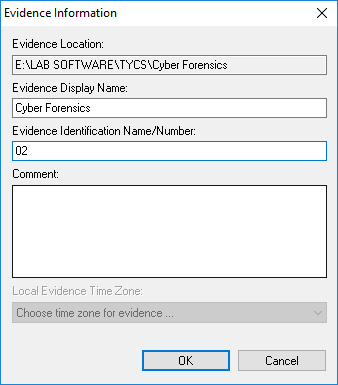 Evidence Information
Evidence Location:
E:\LAB SOFTWARE\TYCS\Cyber Forensics
Evidence Display Name:
Cyber Forensics
Evidence Identification Name/Number:
02
Comment:
Local Evidence Time Zone:
Choose time zone for evidence ...
OK Cancel